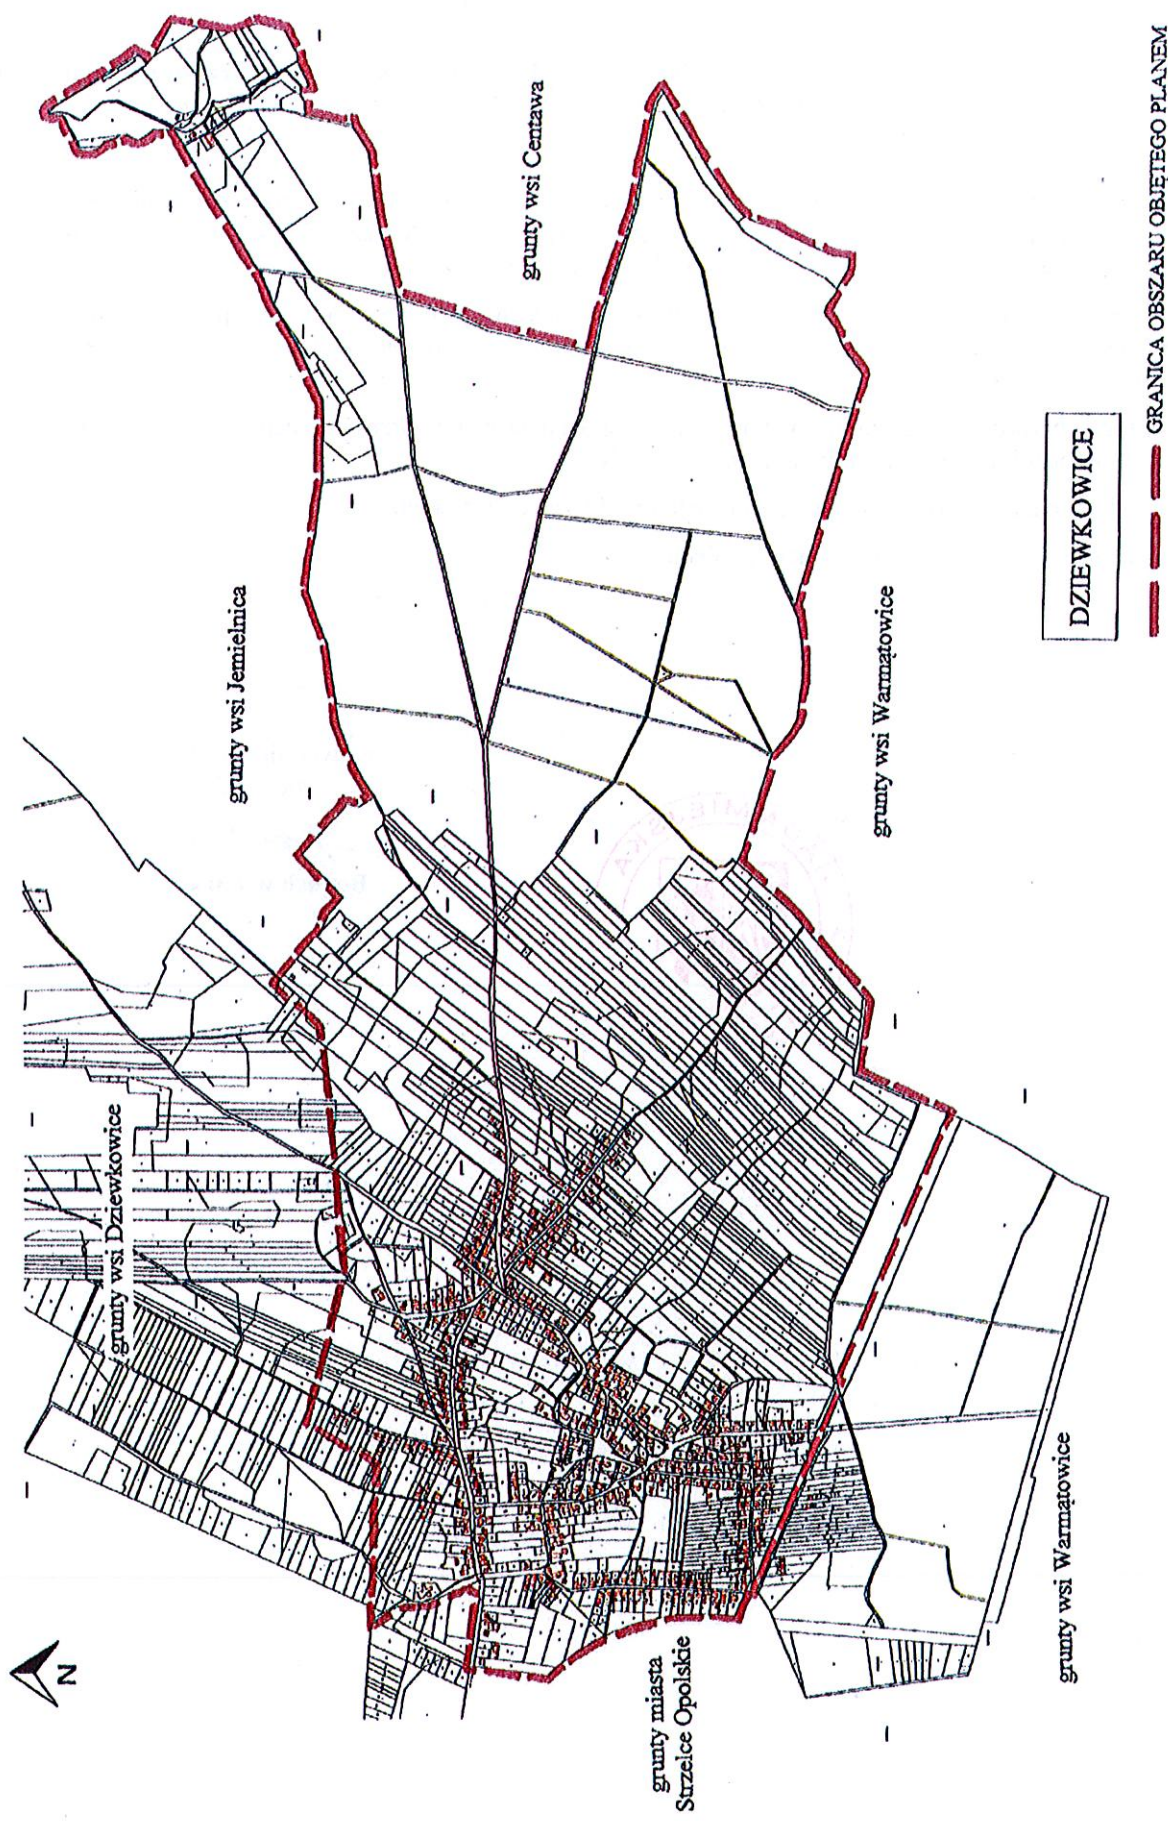 N
grunty wsi Dziewkowice
grunty wsi Jemielnica
grunty wsi Centawa
grunty miasta
Strzelce Opolskie
grunty wsi Warmątowice
grunty wsi Warmątowice
DZIEWKOWICE
GRANICA OBSZARU OBJĘTEGO PLANEM